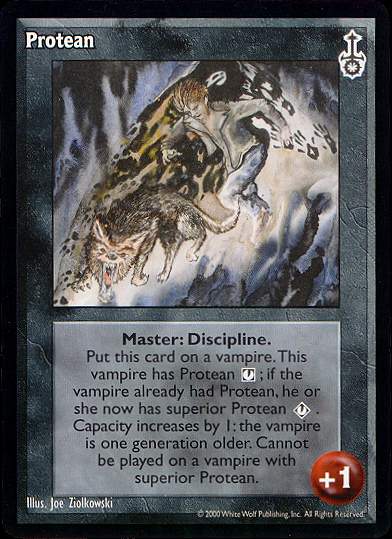 Protean
Master: Discipline.
Put this card on a vampire. This
vampire has Protean ; if the
vampire already had Protean, he or
she now has superior Protean .
Capacity increases by 1: the vampire
is one generation older. Cannot
be played on a vampire with
superior Protean.
+1
Illus. Joe Ziolkowski
© 2000 White Wolf Publishing, Inc. All Rights Reserved.